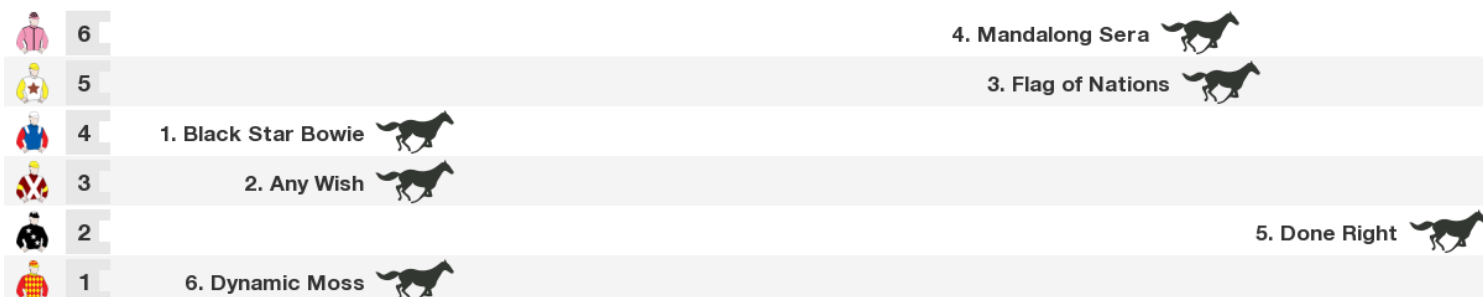 6 4. Mandalong Sera
5 3. Flag of Nations
4 1. Black Star Bowie
3 2. Any Wish
2 5. Done Right
1 6. Dynamic Moss